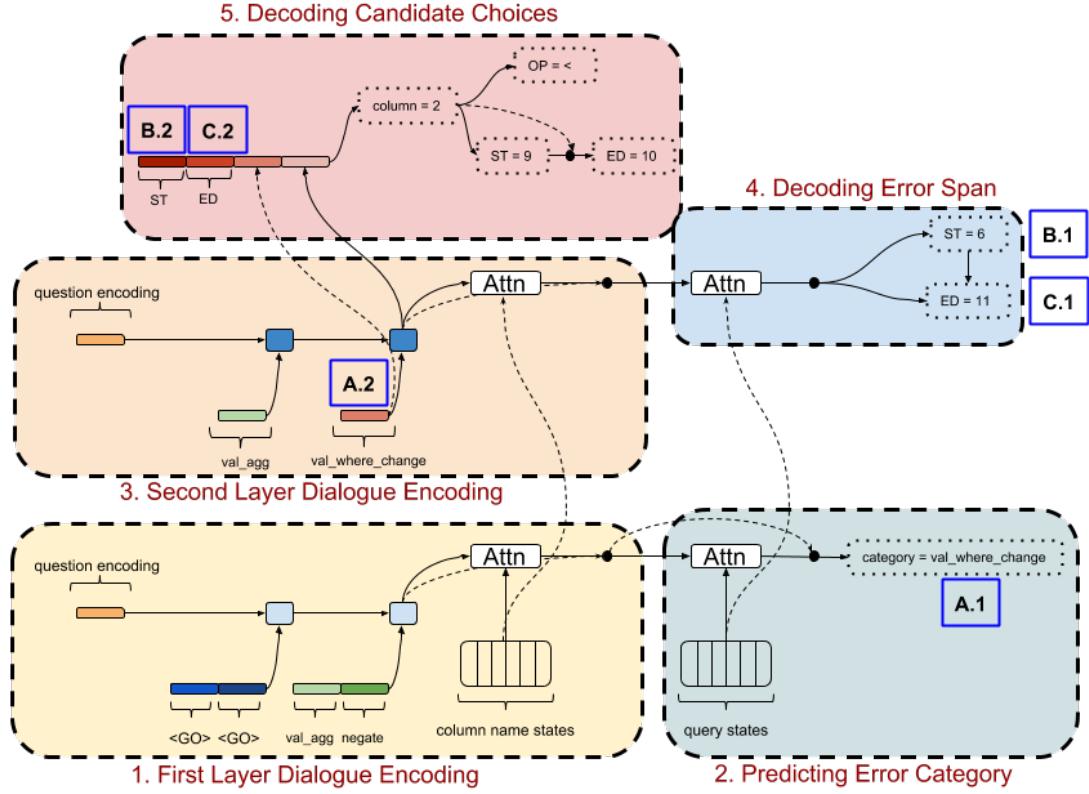 5. Decoding Candidate Choices
OP = <
column = 2
B.2
C.2
ST = 9
ED = 10
ST
ED
4. Decoding Error Span
ST = 6
B.1
Attn
ED = 11
C.1
question encoding
Attn
A.2
val_agg
val_where_change
3. Second Layer Dialogue Encoding
question encoding
Attn
Attn
category = val_where_change
A.1
<GO>
<GO>
val_agg
negate
column name states
query states
1. First Layer Dialogue Encoding
2. Predicting Error Category